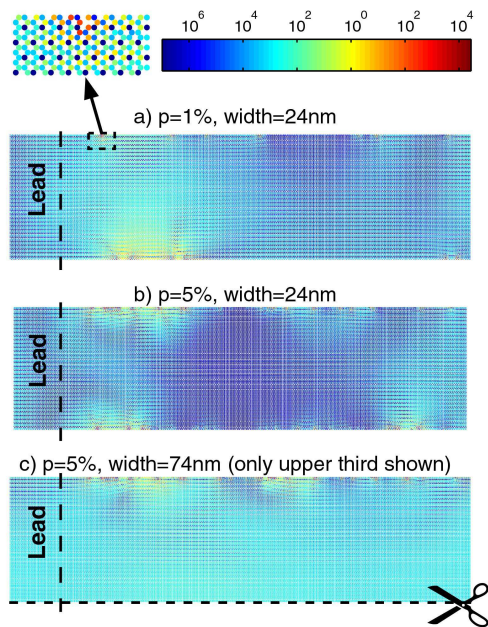 10^6 10^4 10^2 10^0 10^2 10^4
a) p=1%, width=24nm
Lead
b) p=5%, width=24nm
Lead
c) p=5%, width=74nm (only upper third shown)
Lead